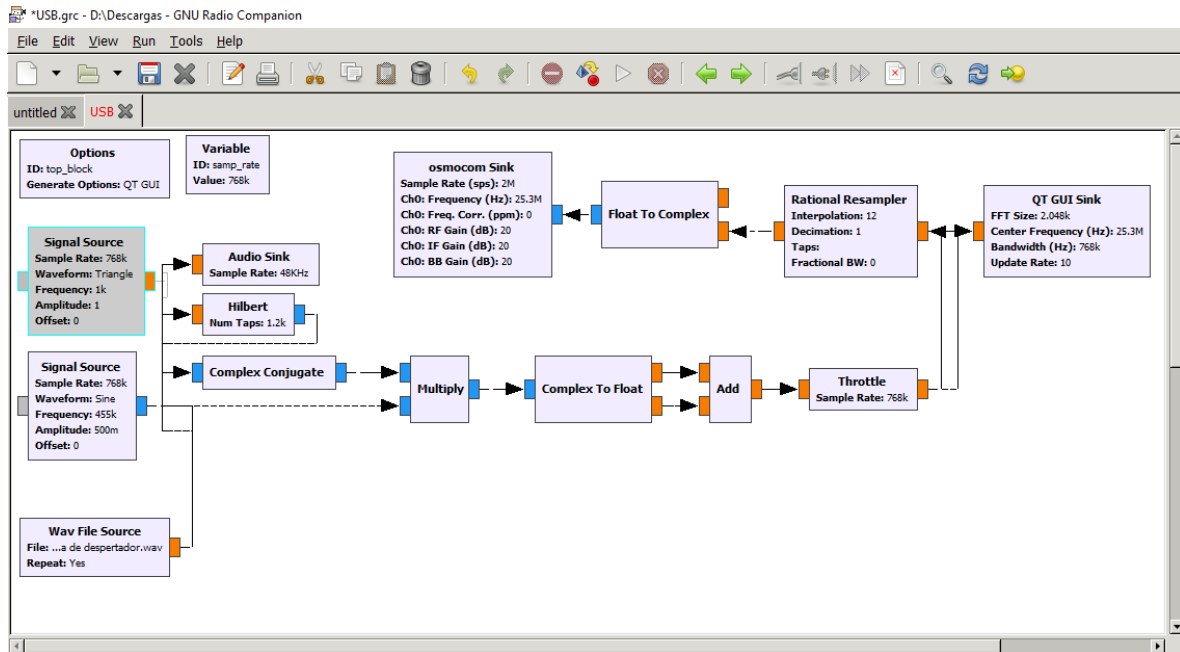 *USB.grc - D:\Descargas - GNU Radio Companion
File Edit View Run Tools Help
untitled USB
Options
ID: top_block
Generate Options: QT GUI
Variable
ID: samp_rate
Value: 768k
osmocom Sink
Sample Rate (sps): 2M
Ch0: Frequency (Hz): 25.3M
Ch0: Freq. Corr. (ppm): 0
Ch0: RF Gain (dB): 20
Ch0: IF Gain (dB): 20
Ch0: BB Gain (dB): 20
Float To Complex
Rational Resampler
Interpolation: 12
Decimation: 1
Taps:
Fractional BW: 0
QT GUI Sink
FFT Size: 2.048k
Center Frequency (Hz): 25.3M
Bandwidth (Hz): 768k
Update Rate: 10
Signal Source
Sample Rate: 768k
Waveform: Triangle
Frequency: 1k
Amplitude: 1
Offset: 0
Audio Sink
Sample Rate: 48KHz
Hilbert
Num Taps: 1.2k
Signal Source
Sample Rate: 768k
Waveform: Sine
Frequency: 455k
Amplitude: 500m
Offset: 0
Complex Conjugate
Multiply
Complex To Float
Add
Throttle
Sample Rate: 768k
Wav File Source
File: ...a de despertador.wav
Repeat: Yes